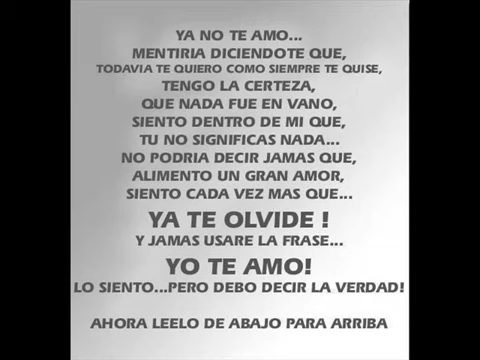 YA NO TE AMO...
MENTIRIA DICIENDOTE QUE,
TODAVIA TE QUIERO COMO SIEMPRE TE QUISE,
TENGO LA CERTEZA,
QUE NADA FUE EN VANO,
SIENTO DENTRO DE MI QUE,
TU NO SIGNIFICAS NADA...
NO PODRIA DECIR JAMAS QUE,
ALIMENTO UN GRAN AMOR,
SIENTO CADA VEZ MAS QUE...
YA TE OLVIDE !
Y JAMAS USARE LA FRASE...
YO TE AMO!
LO SIENTO...PERO DEBO DECIR LA VERDAD!
AHORA LEELO DE ABAJO PARA ARRIBA